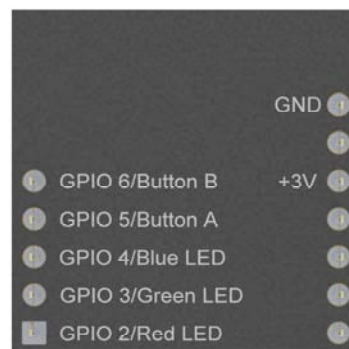 GND
GPIO 6/Button B +3V
GPIO 5/Button A
GPIO 4/Blue LED
GPIO 3/Green LED
GPIO 2/Red LED